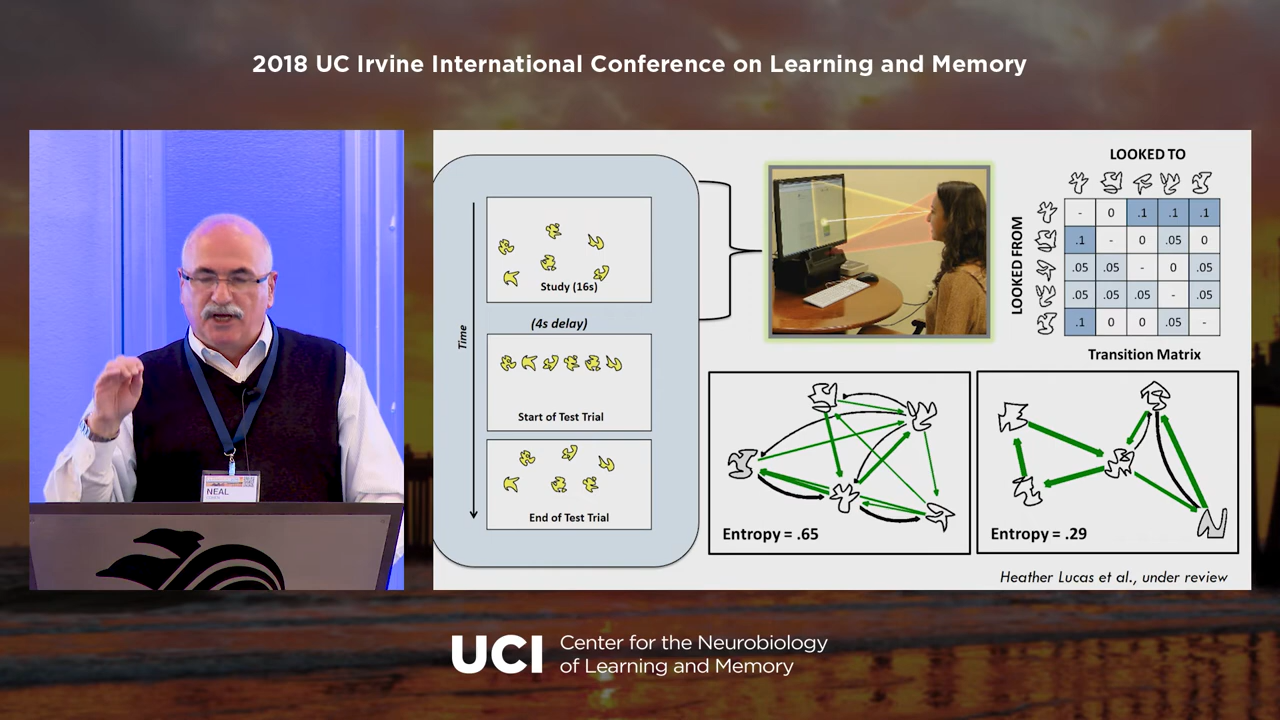 2018 UC Irvine International Conference on Learning and Memory
NEAL
Time
Study (16s)
(4s delay)
Start of Test Trial
End of Test Trial
LOOKED TO
LOOKED FROM
- 0 .1 .1 .1
.1 - 0 .05 0
.05 .05 - 0 .05
.05 .05 .05 - .05
.1 0 0 .05 -
Transition Matrix
Entropy = .65
Entropy = .29
Heather Lucas et al., under review
UCI
Center for the Neurobiology
of Learning and Memory